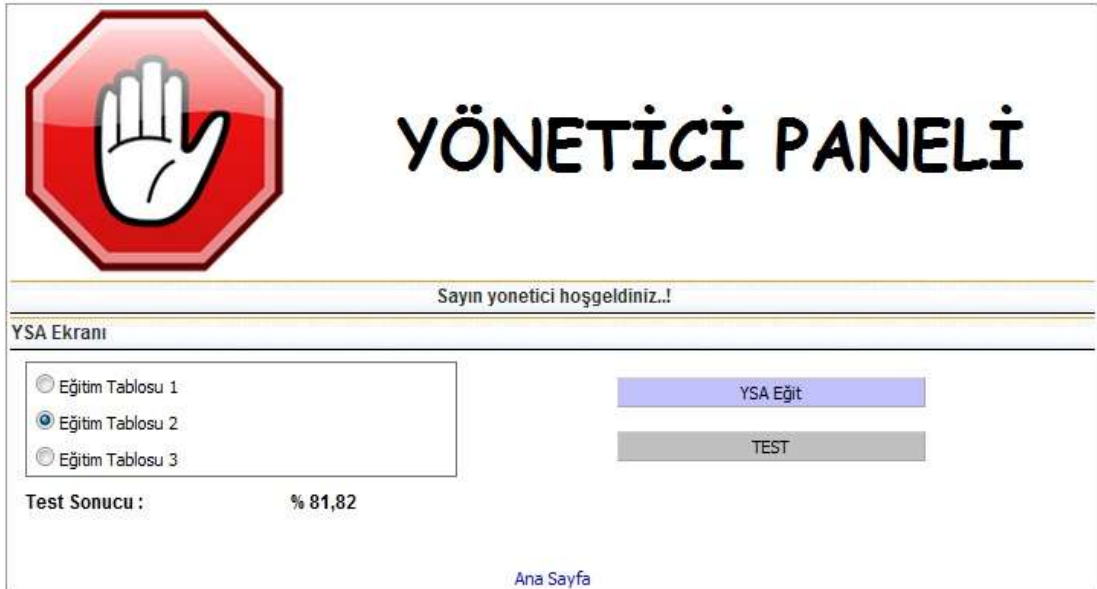 YÖNETİCİ PANELİ
Sayın yonetici hoşgeldiniz..!
YSA Ekranı
Eğitim Tablosu 1
Eğitim Tablosu 2
Eğitim Tablosu 3
YSA Eğit
TEST
Test Sonucu : % 81,82
Ana Sayfa